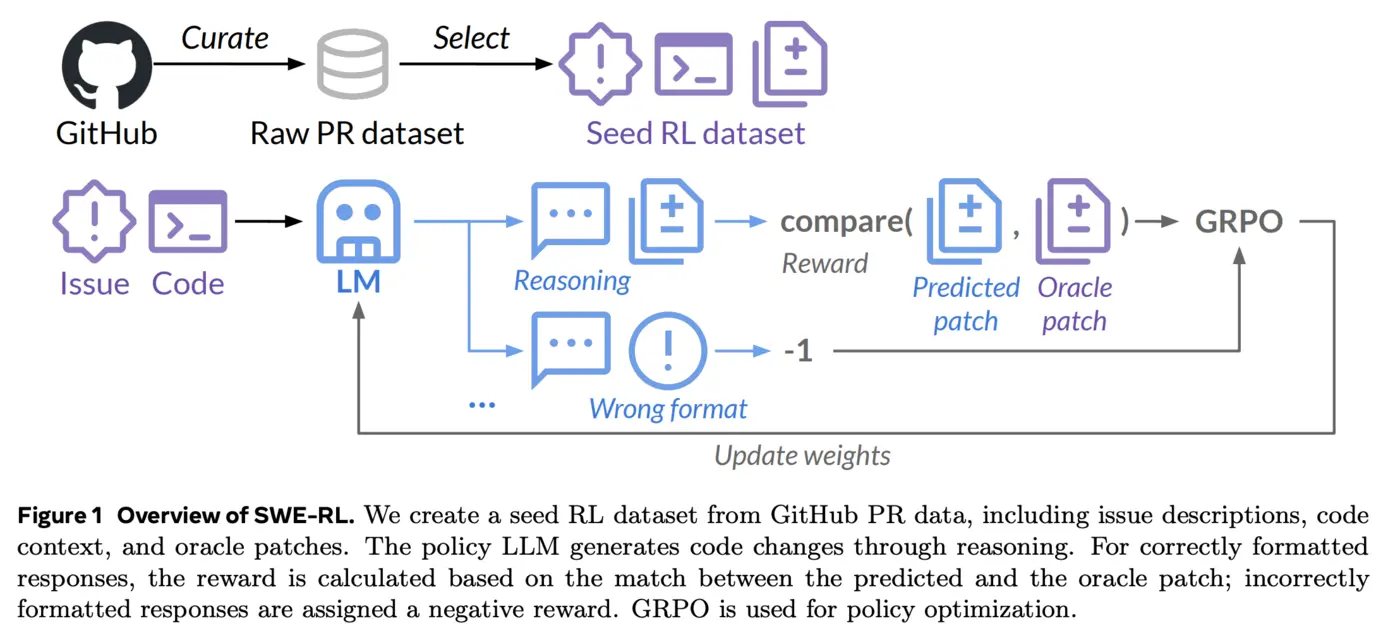 Curate
Select
GitHub
Raw PR dataset
Seed RL dataset
Issue
Code
LM
Reasoning
compare( , )
Reward
Predicted
patch
Oracle
patch
GRPO
-1
...
Wrong format
Update weights
Figure 1 Overview of SWE-RL. We create a seed RL dataset from GitHub PR data, including issue descriptions, code
context, and oracle patches. The policy LLM generates code changes through reasoning. For correctly formatted
responses, the reward is calculated based on the match between the predicted and the oracle patch; incorrectly
formatted responses are assigned a negative reward. GRPO is used for policy optimization.